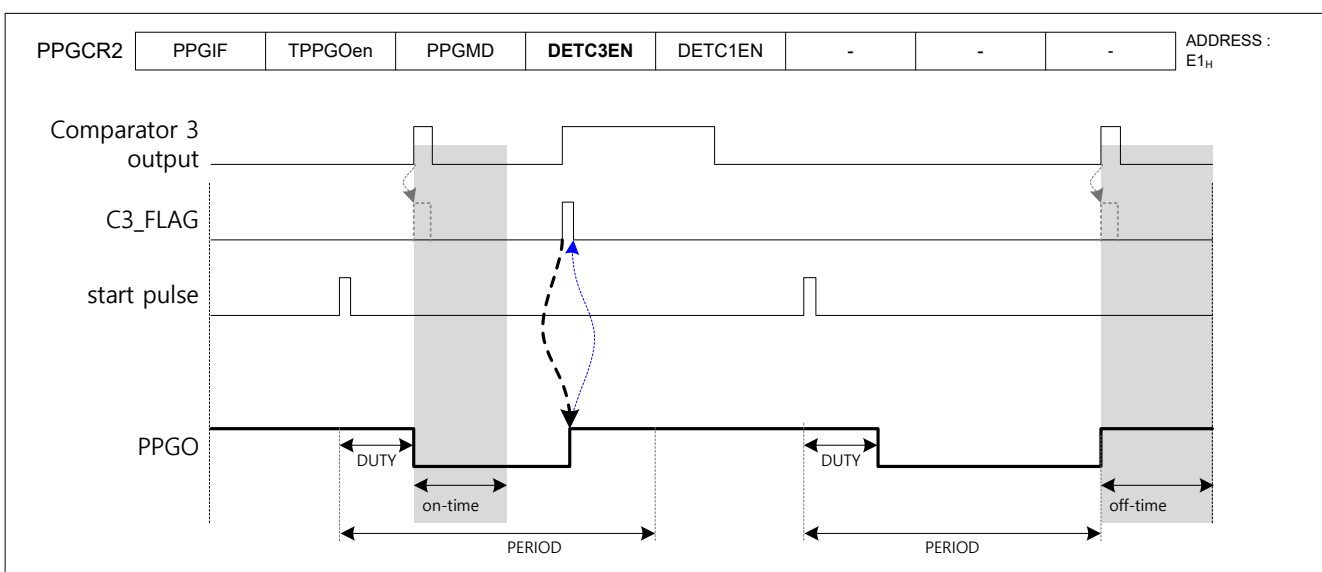 PPGCR2 PPGIF TPPGOen PPGMD DETC3EN DETC1EN - - - ADDRESS :
E1H
Comparator 3
output
C3_FLAG
start pulse
PPGO
DUTY DUTY
on-time off-time
PERIOD PERIOD